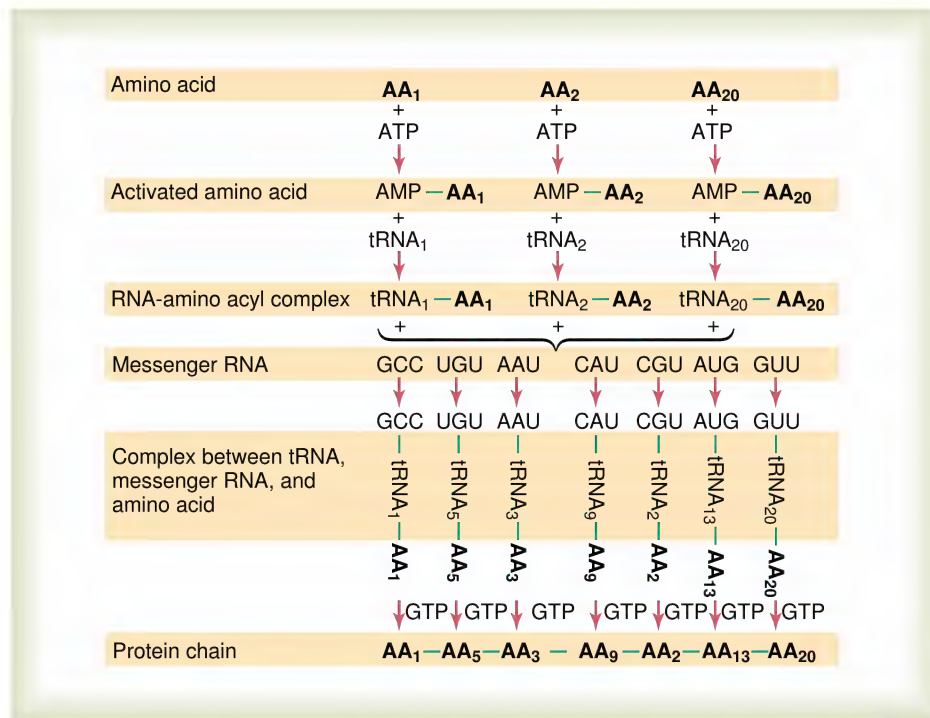 Amino acid AA₁ AA₂ AA₂₀
+ + +
ATP ATP ATP
Activated amino acid AMP — AA₁ AMP — AA₂ AMP — AA₂₀
+ + +
tRNA₁ tRNA₂ tRNA₂₀
RNA-amino acyl complex tRNA₁ — AA₁ tRNA₂ — AA₂ tRNA₂₀ — AA₂₀
+ + +
Messenger RNA GCC UGU AAU CAU CGU AUG GUU
GCC UGU AAU CAU CGU AUG GUU
Complex between tRNA,
messenger RNA, and
amino acid
tRNA₁ tRNA₅ tRNA₃ tRNA₉ tRNA₂ tRNA₁₃ tRNA₂₀
AA₁ AA₅ AA₃ AA₉ AA₂ AA₁₃ AA₂₀
GTP GTP GTP GTP GTP GTP GTP
Protein chain AA₁ — AA₅ — AA₃ — AA₉ — AA₂ — AA₁₃ — AA₂₀